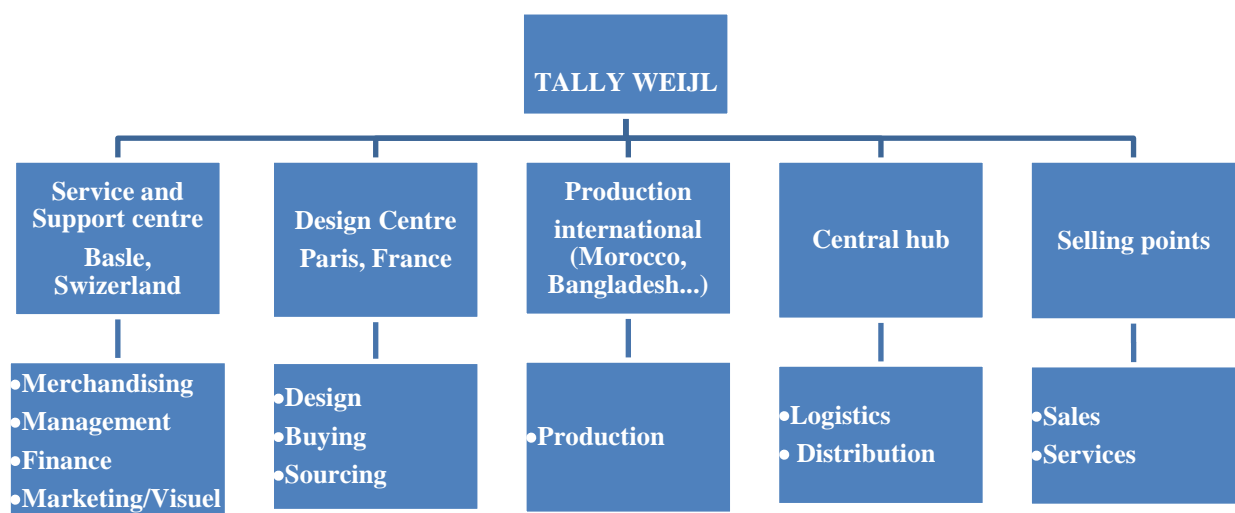 TALLY WEIJL
Service and
Support centre
Basle,
Swizerland
Design Centre
Paris, France
Production
international
(Morocco,
Bangladesh...)
Central hub
Selling points
•Merchandising
•Management
•Finance
•Marketing/Visuel
•Design
•Buying
•Sourcing
•Production
•Logistics
• Distribution
•Sales
•Services